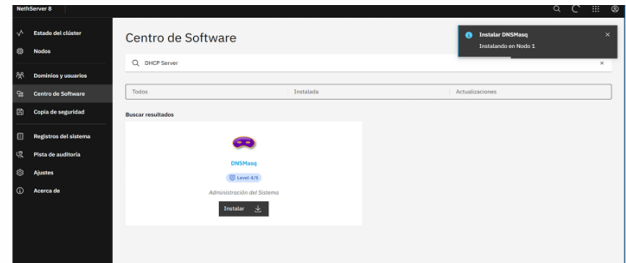 NethServer 8
Estado del clúster
Nodos
Dominios y usuarios
Centro de Software
Copia de seguridad
Registros del sistema
Pista de auditoría
Ajustes
Acerca de
Centro de Software
DHCP Server
Todos
Instalada
Actualizaciones
Buscar resultados
DNSMasq
Level 4/5
Administración del Sistema
Instalar
Instalar DNSMasq
Instalando en Nodo 1